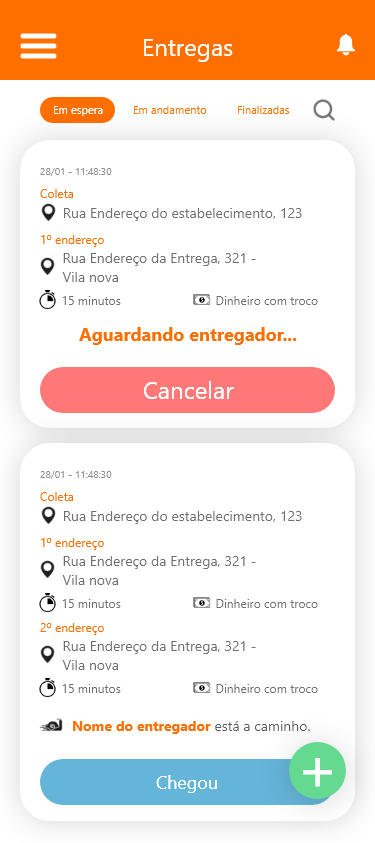 Entregas
Em espera Em andamento Finalizadas
28/01 - 11:48:30
Coleta
Rua Endereço do estabelecimento, 123
1º endereço
Rua Endereço da Entrega, 321 -
Vila nova
15 minutos Dinheiro com troco
Aguardando entregador...
Cancelar
28/01 - 11:48:30
Coleta
Rua Endereço do estabelecimento, 123
1º endereço
Rua Endereço da Entrega, 321 -
Vila nova
15 minutos Dinheiro com troco
2º endereço
Rua Endereço da Entrega, 321 -
Vila nova
15 minutos Dinheiro com troco
Nome do entregador está a caminho.
Chegou